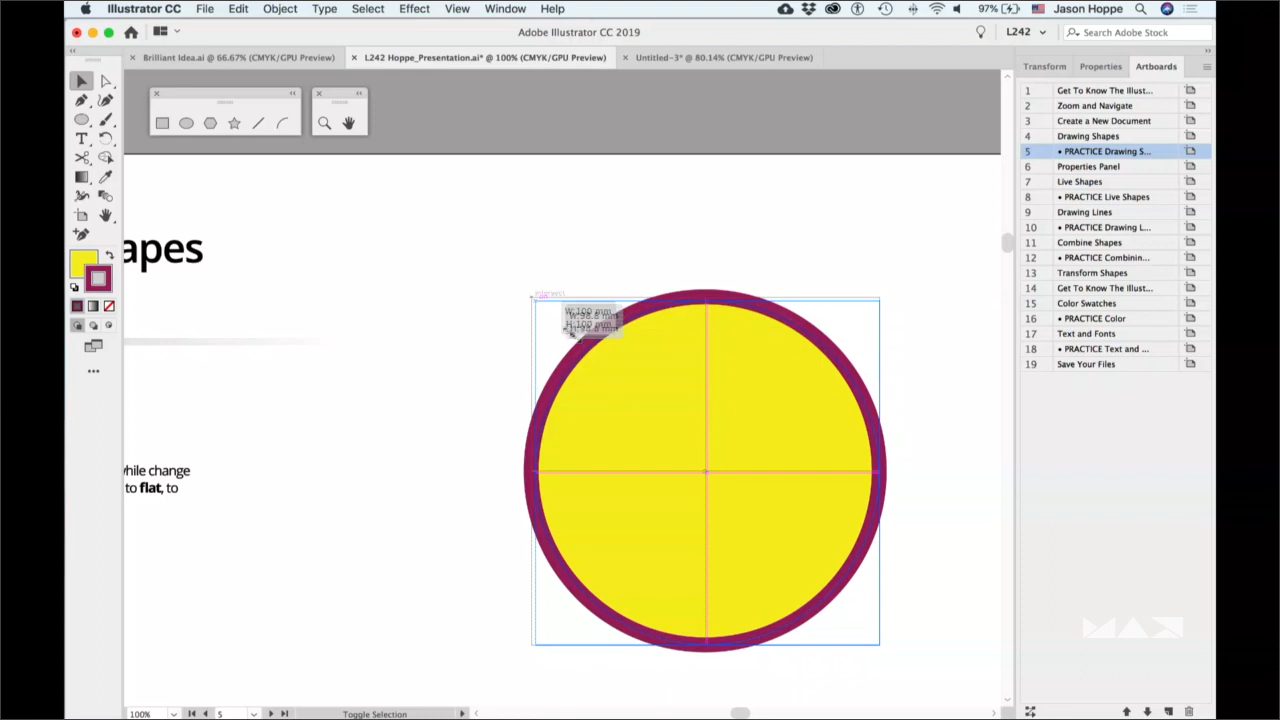 Illustrator CC File Edit Object Type Select Effect View Window Help 97% Jason Hoppe
Adobe Illustrator CC 2019 L242 Search Adobe Stock
Brilliant Idea.ai @ 66.67% (CMYK/GPU Preview) L242 Hoppe_Presentation.ai* @ 100% (CMYK/GPU Preview) Untitled-3* @ 80.14% (CMYK/GPU Preview)
Transform Properties Artboards
1 Get To Know The Illust...
2 Zoom and Navigate
3 Create a New Document
4 Drawing Shapes
5 • PRACTICE Drawing S...
6 Properties Panel
7 Live Shapes
8 • PRACTICE Live Shapes
9 Drawing Lines
10 • PRACTICE Drawing L...
11 Combine Shapes
12 • PRACTICE Combinin...
13 Transform Shapes
14 Get To Know The Illust...
15 Color Swatches
16 • PRACTICE Color
17 Text and Fonts
18 • PRACTICE Text and ...
19 Save Your Files
apes
while change
to flat, to
W:100 mm
H:100 mm
MAX
100% 5 Toggle Selection